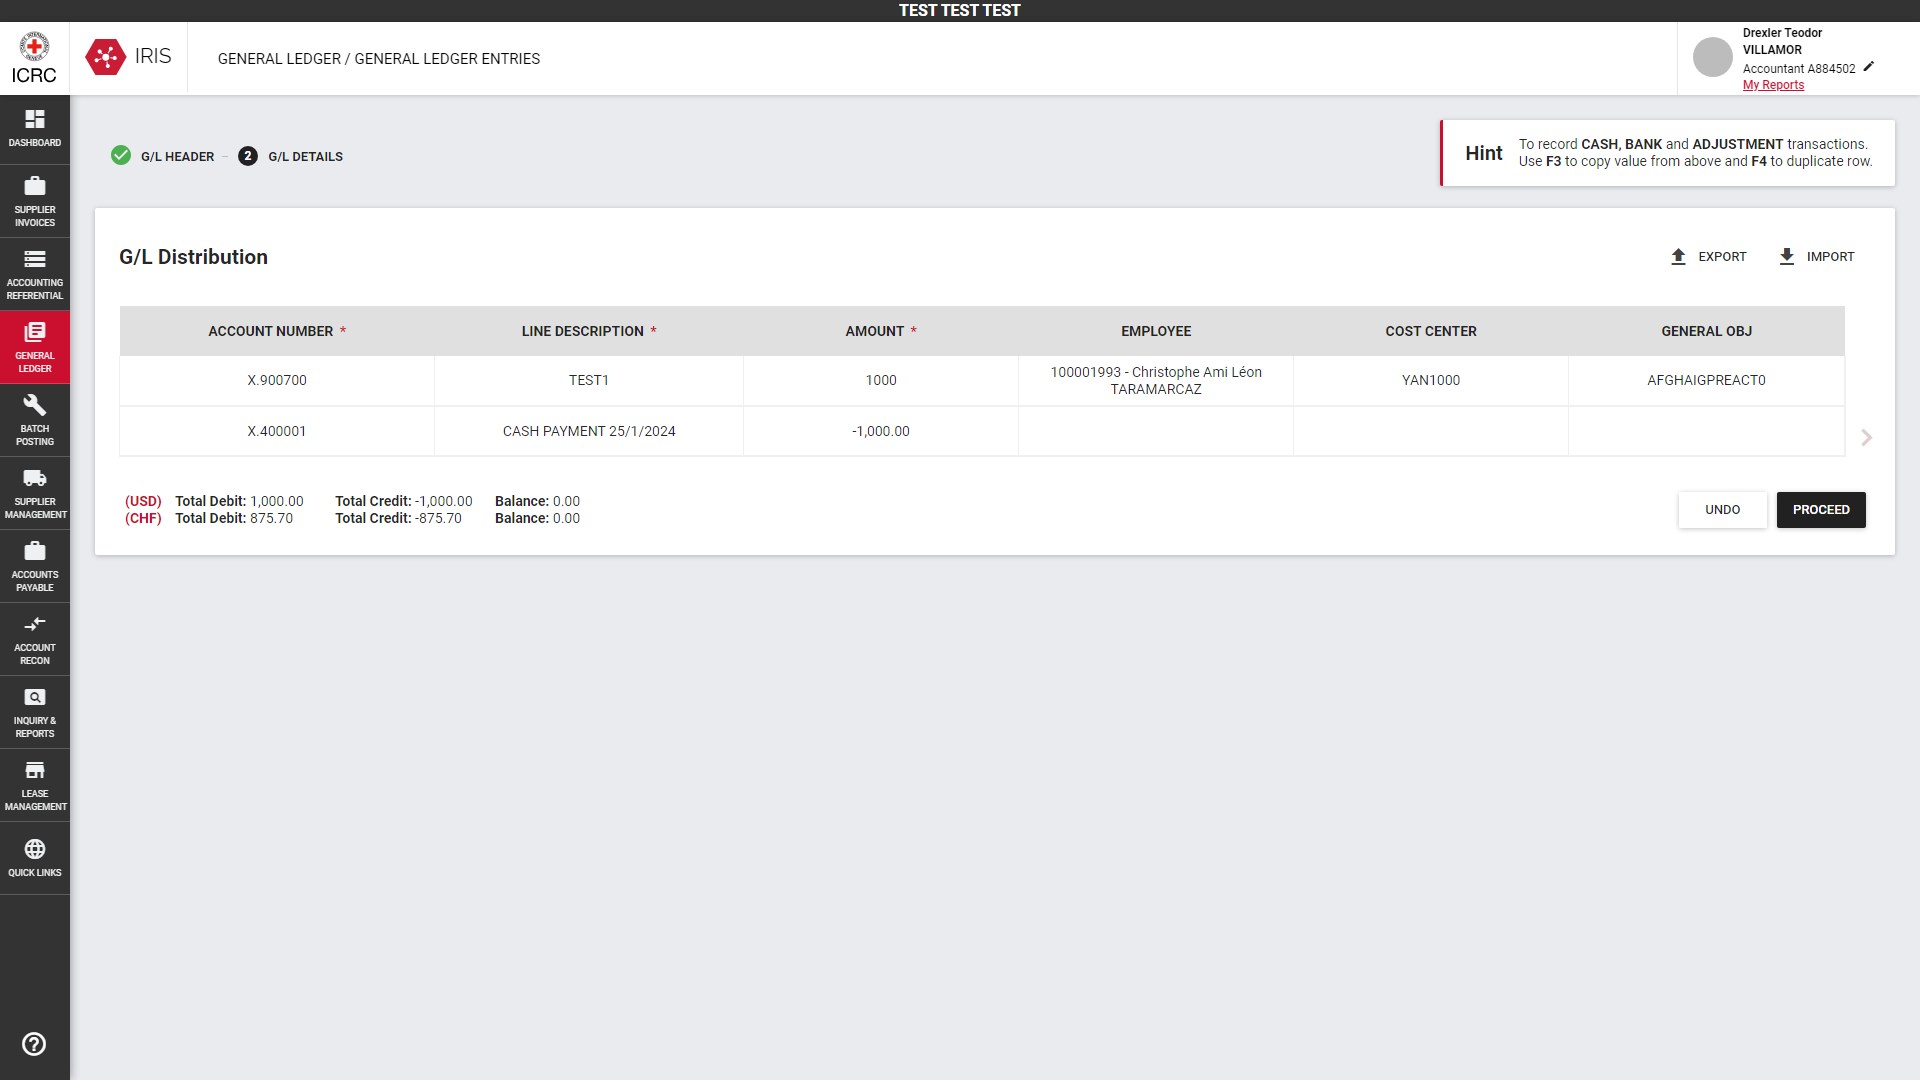 TEST TEST TEST
ICRC
IRIS
GENERAL LEDGER / GENERAL LEDGER ENTRIES
Drexler Teodor
VILLAMOR
Accountant A884502
My Reports
DASHBOARD
SUPPLIER
INVOICES
ACCOUNTING
REFERENTIAL
GENERAL
LEDGER
BATCH
POSTING
SUPPLIER
MANAGEMENT
ACCOUNTS
PAYABLE
ACCOUNT
RECON
INQUIRY &
REPORTS
LEASE
MANAGEMENT
QUICK LINKS
G/L HEADER – 2 G/L DETAILS
Hint
To record CASH, BANK and ADJUSTMENT transactions.
Use F3 to copy value from above and F4 to duplicate row.
G/L Distribution
EXPORT IMPORT
ACCOUNT NUMBER * LINE DESCRIPTION * AMOUNT * EMPLOYEE COST CENTER GENERAL OBJ
X.900700 TEST1 1000 100001993 - Christophe Ami Léon TARAMARCAZ YAN1000 AFGHAIGPREACT0
X.400001 CASH PAYMENT 25/1/2024 -1,000.00
(USD) Total Debit: 1,000.00 Total Credit: -1,000.00 Balance: 0.00
(CHF) Total Debit: 875.70 Total Credit: -875.70 Balance: 0.00
UNDO PROCEED